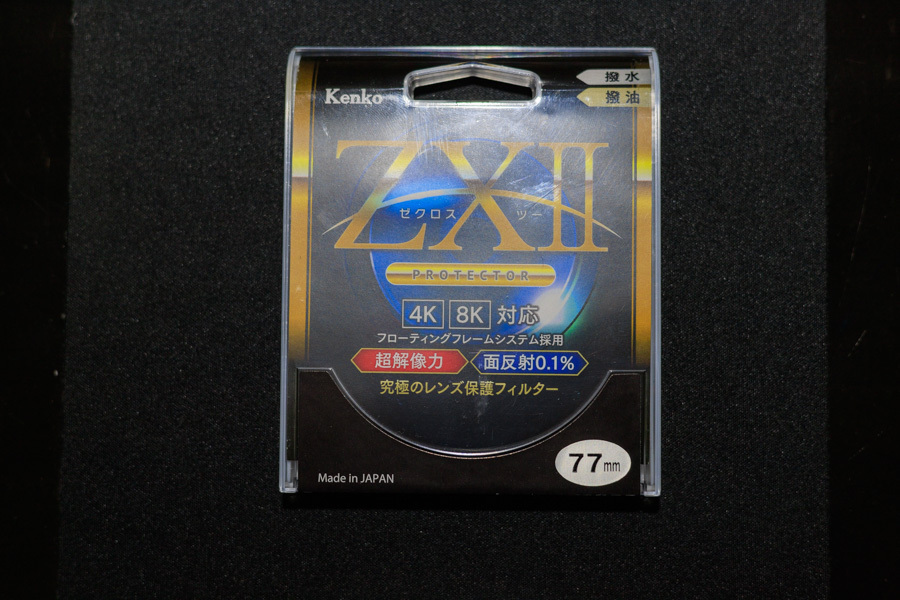 撥水
Kenko
撥油
ZXII
ゼクロス ツー
PROTECTOR
4K 8K 対応
フローティングフレームシステム採用
超解像力 面反射0.1%
究極のレンズ保護フィルター
77mm
Made in JAPAN